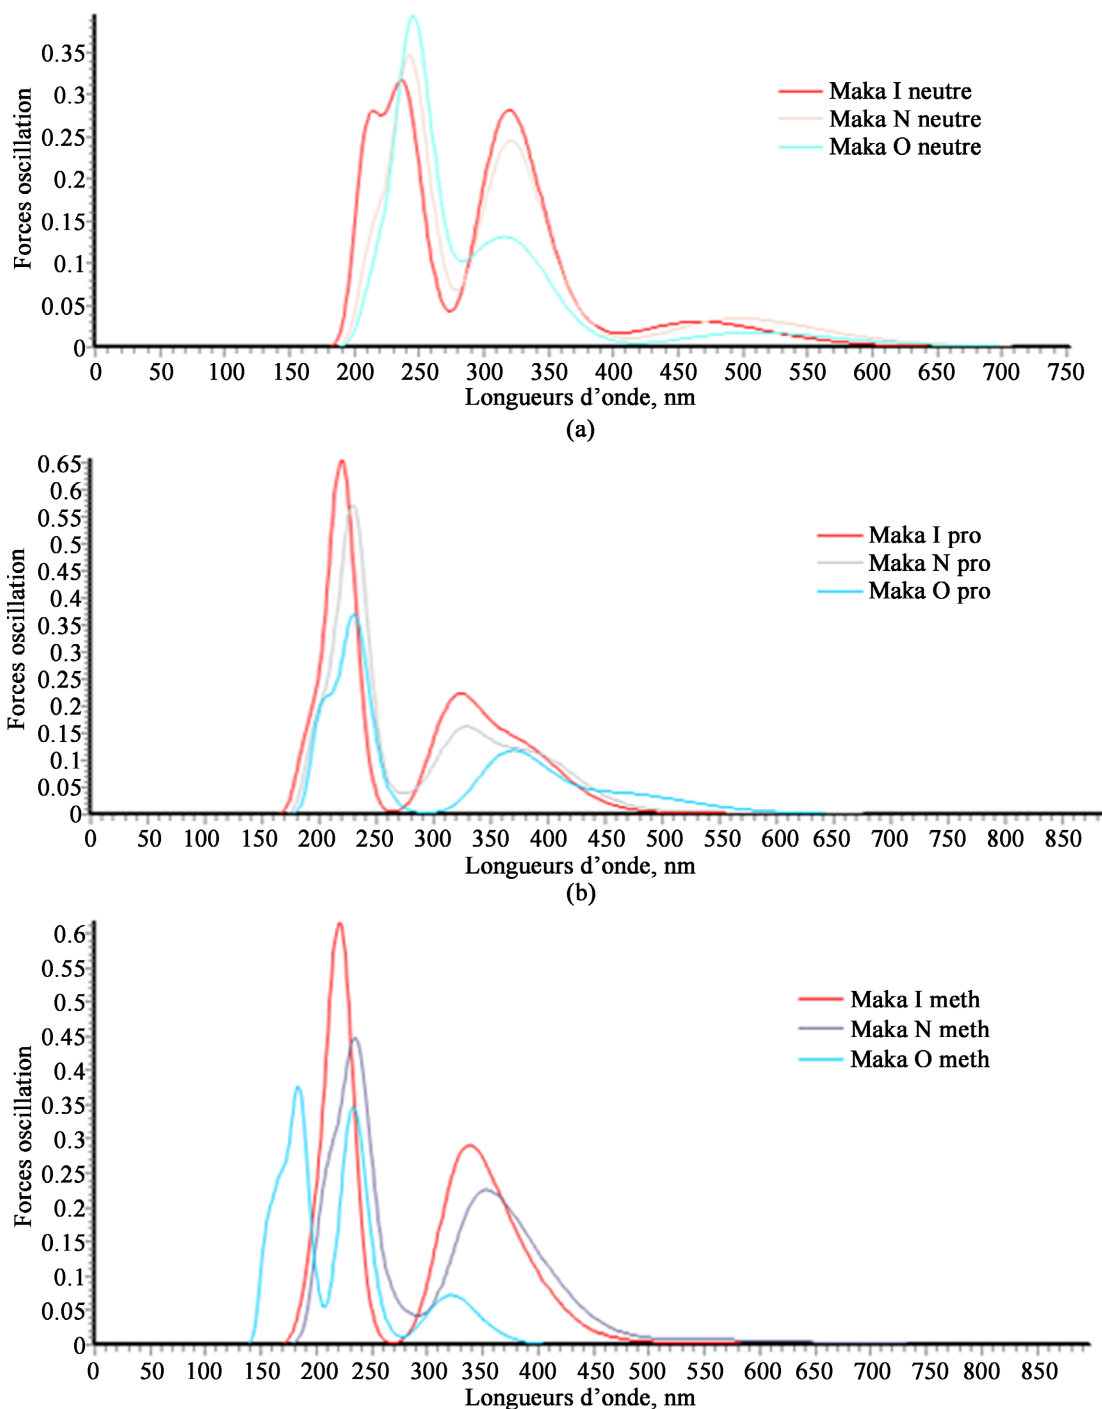 Forces oscillation
0.35
0.3
0.25
0.2
0.15
0.1
0.05
0
Maka I neutre
Maka N neutre
Maka O neutre
0 50 100 150 200 250 300 350 400 450 500 550 600 650 700 750
Longueurs d’onde, nm
(a)
Forces oscillation
0.65
0.6
0.55
0.5
0.45
0.4
0.35
0.3
0.25
0.2
0.15
0.1
0.05
0
Maka I pro
Maka N pro
Maka O pro
0 50 100 150 200 250 300 350 400 450 500 550 600 650 700 750 800 850
Longueurs d’onde, nm
(b)
Forces oscillation
0.6
0.55
0.5
0.45
0.4
0.35
0.3
0.25
0.2
0.15
0.1
0.05
0
Maka I meth
Maka N meth
Maka O meth
0 50 100 150 200 250 300 350 400 450 500 550 600 650 700 750 800 850
Longueurs d’onde, nm